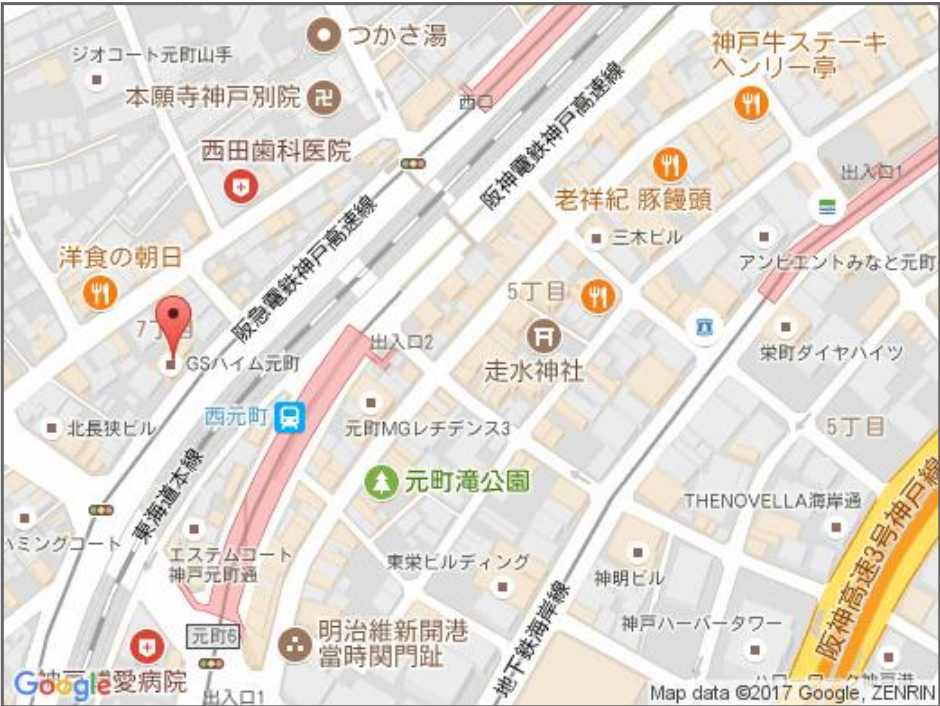 つかさ湯
ジオコート元町山手
神戸牛ステーキ
ヘンリー亭
本願寺神戸別院
西口
阪神電鉄神戸高速線
西田歯科医院
出入口1
老祥紀 豚饅頭
三木ビル
阪急電鉄神戸高速線
洋食の朝日
アンビエントみなと元町
5丁目
7丁目
出入口2
GSハイム元町
走水神社
栄町ダイヤハイツ
西元町
北長狭ビル
元町MGレヂデンス3
5丁目
東海道本線
元町滝公園
THENOVELLA海岸通
阪神高速3号神戸線
ハミングコート
エステムコート
神戸元町通
東栄ビルディング
神明ビル
地下鉄海岸線
神戸ハーバータワー
元町6
明治維新開港
當時関門趾
愛病院
Google
出入口1
Map data ©2017 Google, ZENRIN